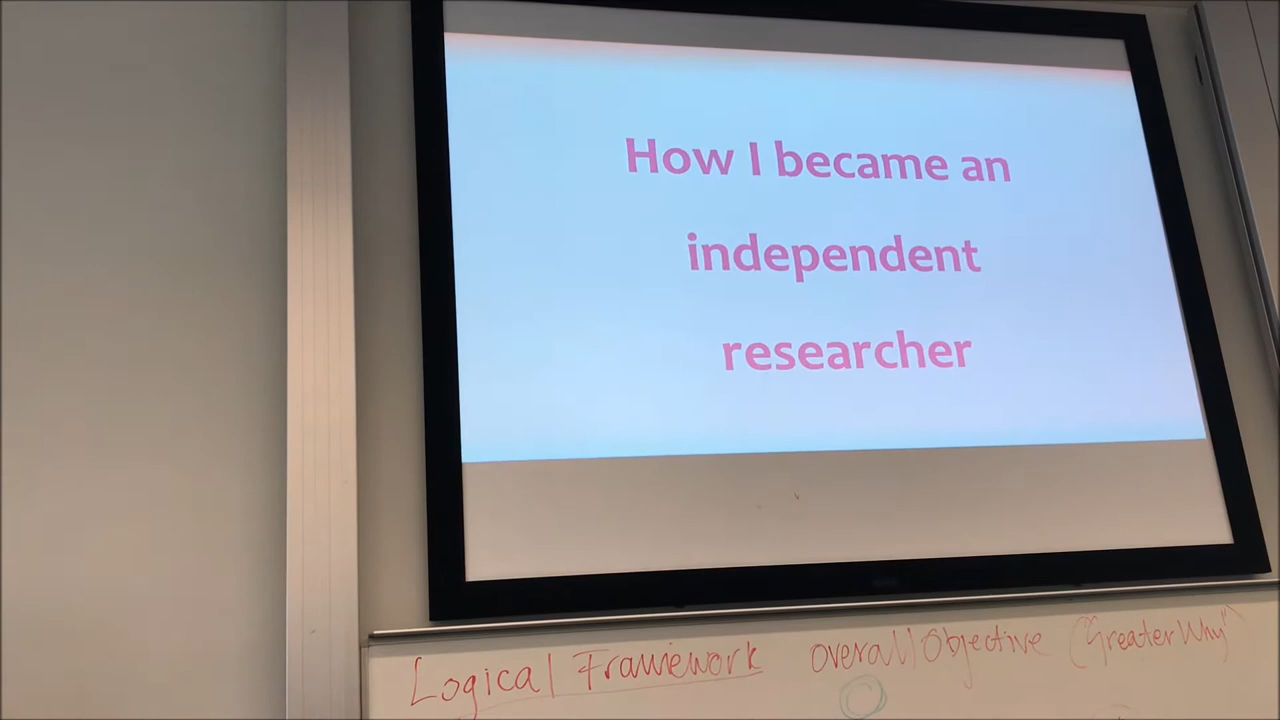 How I became an
independent
researcher
Logical Framework overall Objective ("Greater Why")